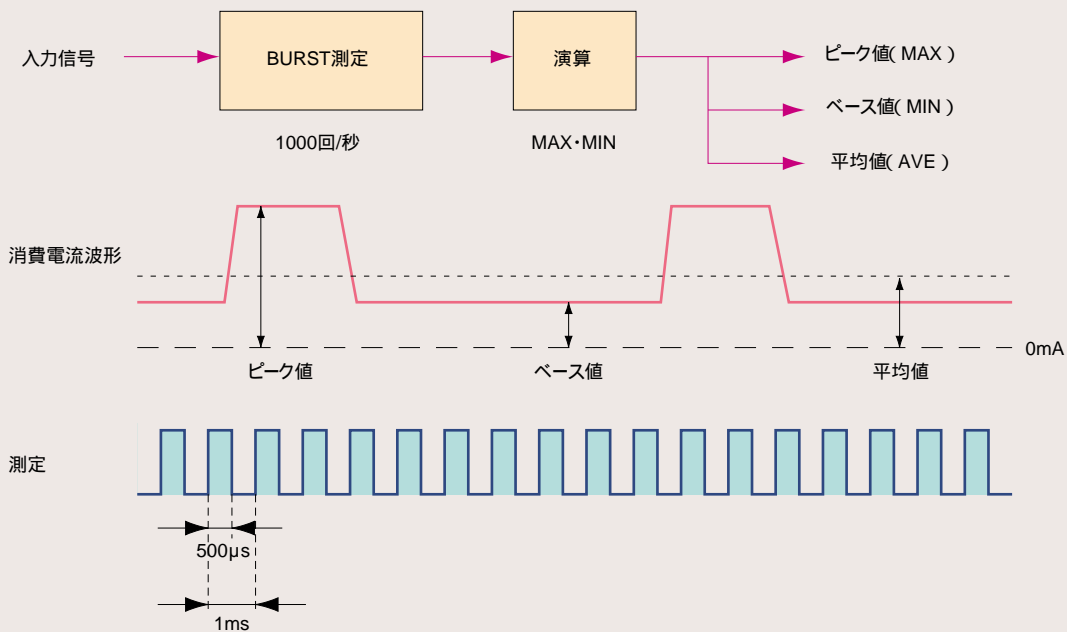 入力信号
BURST測定
演算
ピーク値( MAX )
ベース値( MIN )
平均値( AVE )
1000回/秒
MAX・MIN
消費電流波形
0mA
ピーク値
ベース値
平均値
測定
500μs
1ms